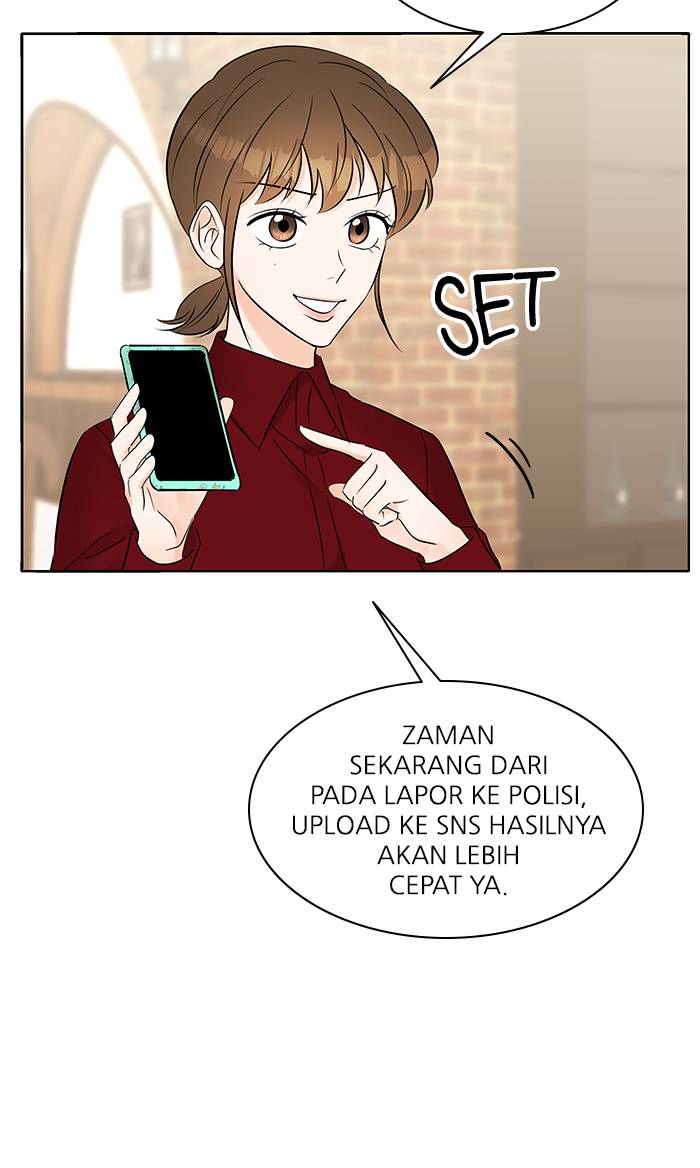 SET
ZAMAN
SEKARANG DARI
PADA LAPOR KE POLISI,
UPLOAD KE SNS HASILNYA
AKAN LEBIH
CEPAT YA.